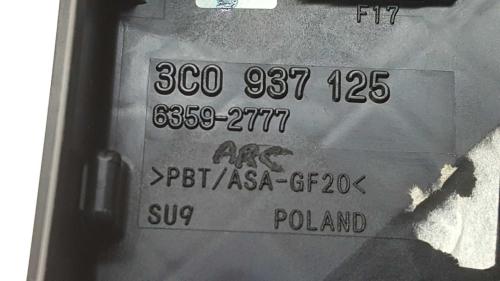 F17
3C0 937 125
6359-2777
ARC
>PBT/ASA-GF20<
SU9 POLAND